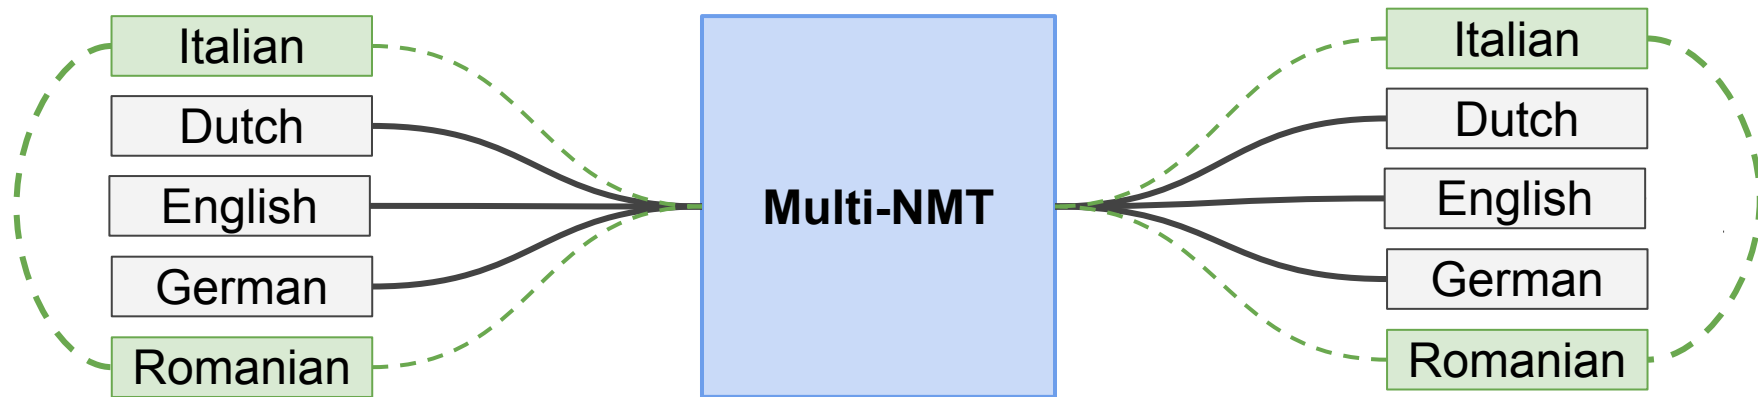 Italian
Dutch
English
German
Romanian
Multi-NMT
Italian
Dutch
English
German
Romanian